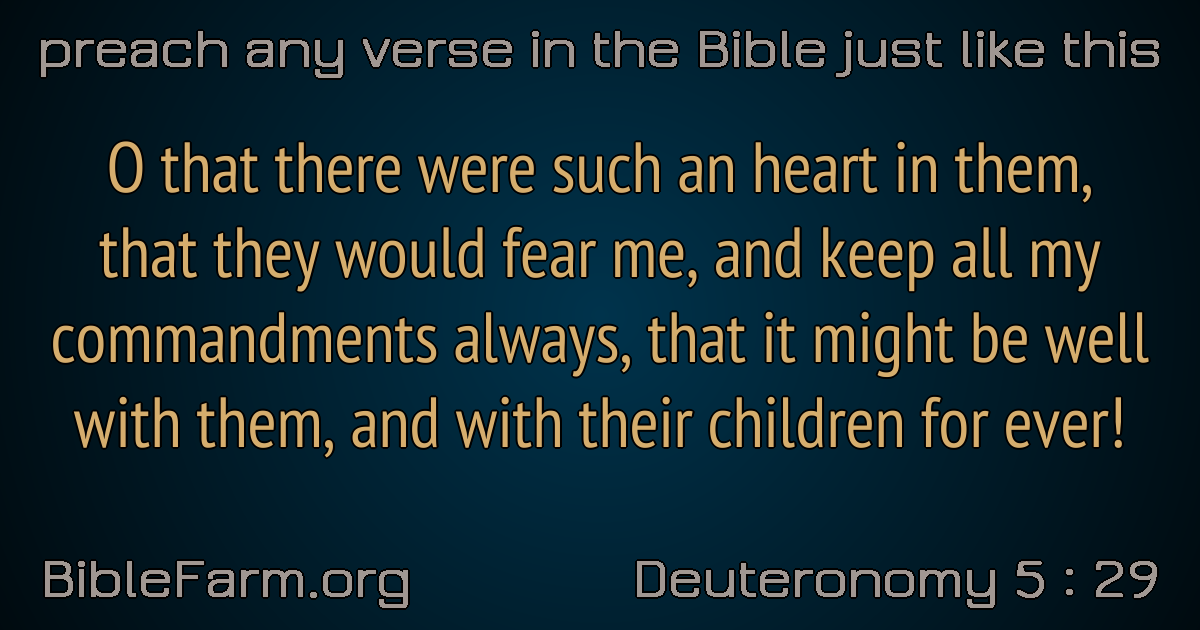 preach any verse in the Bible just like this
O that there were such an heart in them,
that they would fear me, and keep all my
commandments always, that it might be well
with them, and with their children for ever!
BibleFarm.org
Deuteronomy 5 : 29